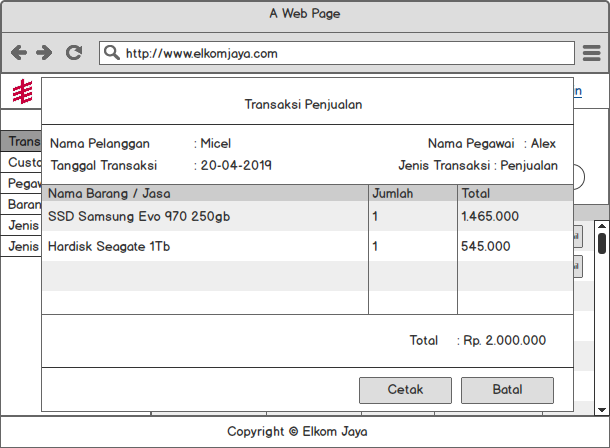 A Web Page
http://www.elkomjaya.com
Transaksi Penjualan
Nama Pelanggan : Micel
Nama Pegawai : Alex
Tanggal Transaksi : 20-04-2019
Jenis Transaksi : Penjualan
Nama Barang / Jasa Jumlah Total
SSD Samsung Evo 970 250gb 1 1.465.000
Hardisk Seagate 1Tb 1 545.000
Total : Rp. 2.000.000
Cetak Batal
Trans
Custo
Pegaw
Baran
Jenis
Jenis
Copyright © Elkom Jaya